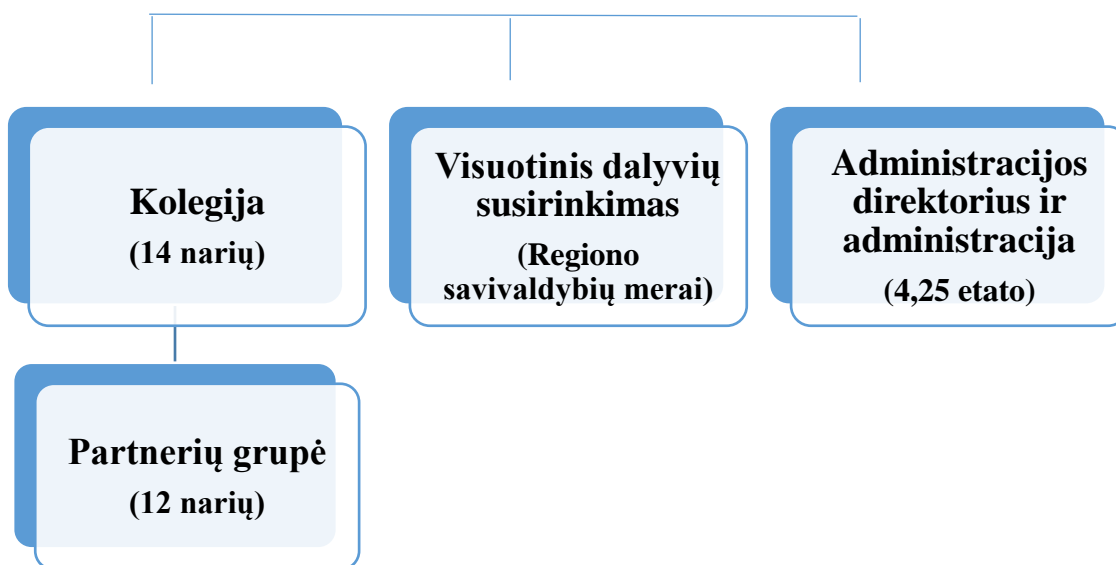 Kolegija
(14 narių)
Visuotinis dalyvių
susirinkimas
(Regiono
savivaldybių merai)
Administracijos
direktorius ir
administracija
(4,25 etato)
Partnerių grupė
(12 narių)